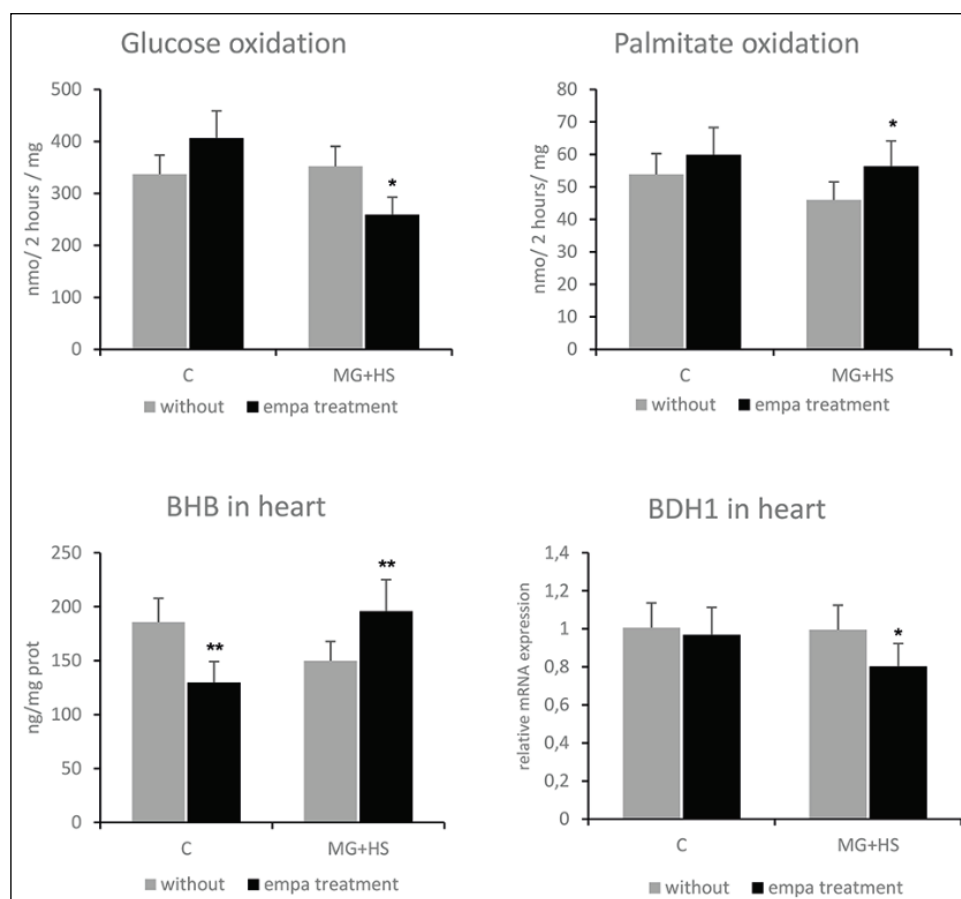 Glucose oxidation
nmo/ 2 hours / mg
500
400
300
200
100
0
*
C
MG+HS
without
empa treatment
Palmitate oxidation
nmo/ 2 hours/ mg
80
70
60
50
40
30
20
10
0
*
C
MG+HS
without
empa treatment
BHB in heart
ng/mg prot
250
200
150
100
50
0
**
**
C
MG+HS
without
empa treatment
BDH1 in heart
relative mRNA expression
1,4
1,2
1
0,8
0,6
0,4
0,2
0
*
C
MG+HS
without
empa treatment